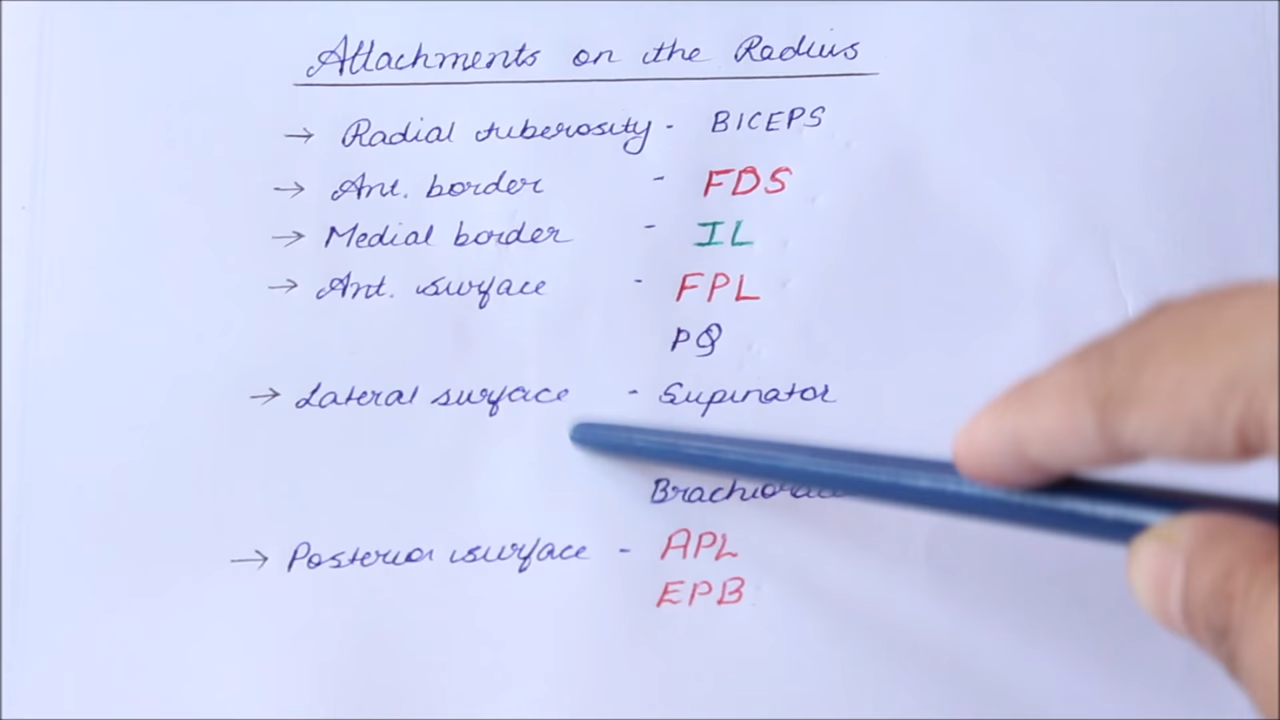 Attachments on the Radius
→ Radial tuberosity - BICEPS
→ Ant. border - FDS
→ Medial border - IL
→ Ant. surface - FPL
PQ
→ Lateral surface - Supinator
→ Posterior surface - APL
EPB